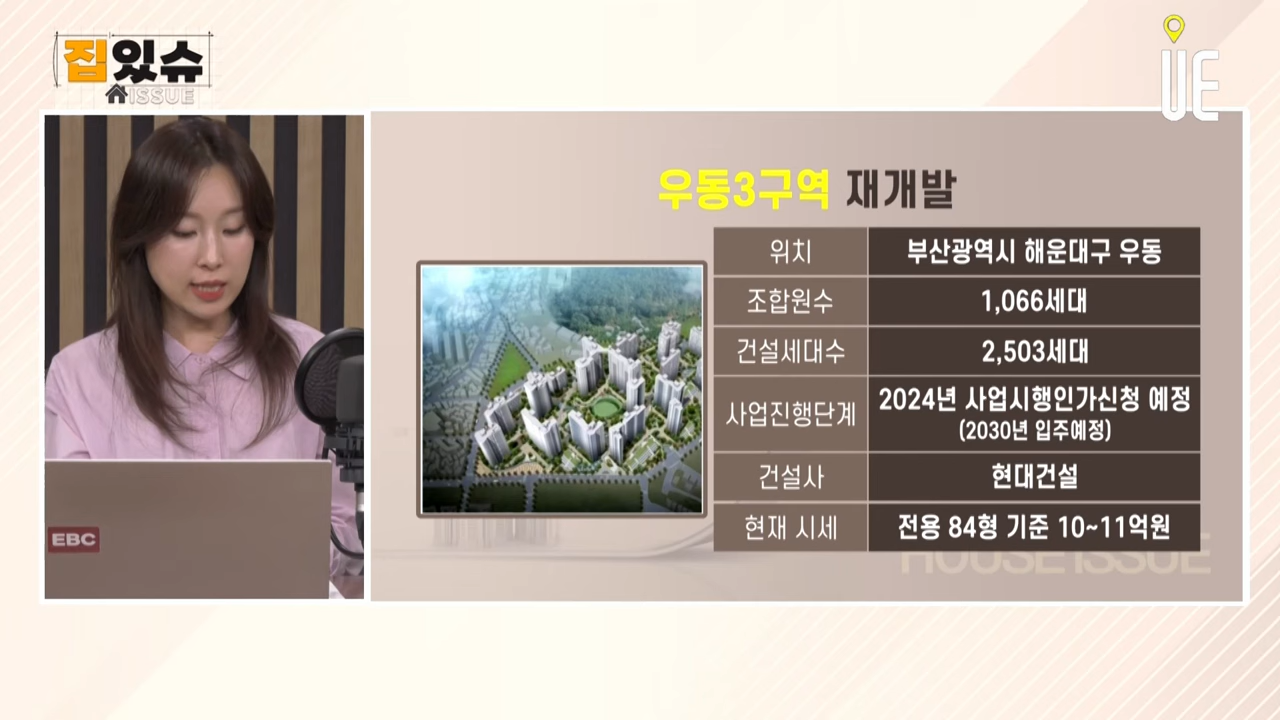 집있슈
ISSUE
UE
우동3구역 재개발
위치 부산광역시 해운대구 우동
조합원수 1,066세대
건설세대수 2,503세대
사업진행단계 2024년 사업시행인가신청 예정
(2030년 입주예정)
건설사 현대건설
현재 시세 전용 84형 기준 10~11억원
HOUSE ISSUE
EBC